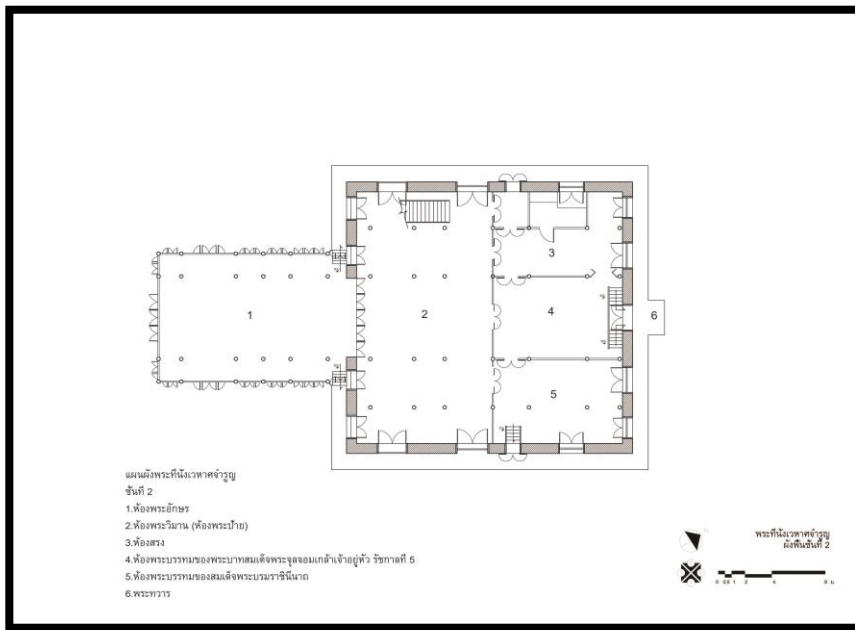 1
2
3
4
5
6
แผนผังพระที่นั่งเวหาศจำรูญ
ชั้นที่ 2
1.ห้องพระอักษร
2.ห้องพระวิมาน (ห้องพระป้าย)
3.ห้องสรง
4.ห้องพระบรรทมของพระบาทสมเด็จพระจุลจอมเกล้าเจ้าอยู่หัว รัชกาลที่ 5
5.ห้องพระบรรทมของสมเด็จพระบรมราชินีนาถ
6.พระทวาร
พระที่นั่งเวหาศจำรูญ
ผังพื้นชั้นที่ 2
0 0.5 1 2 4 8 ม.